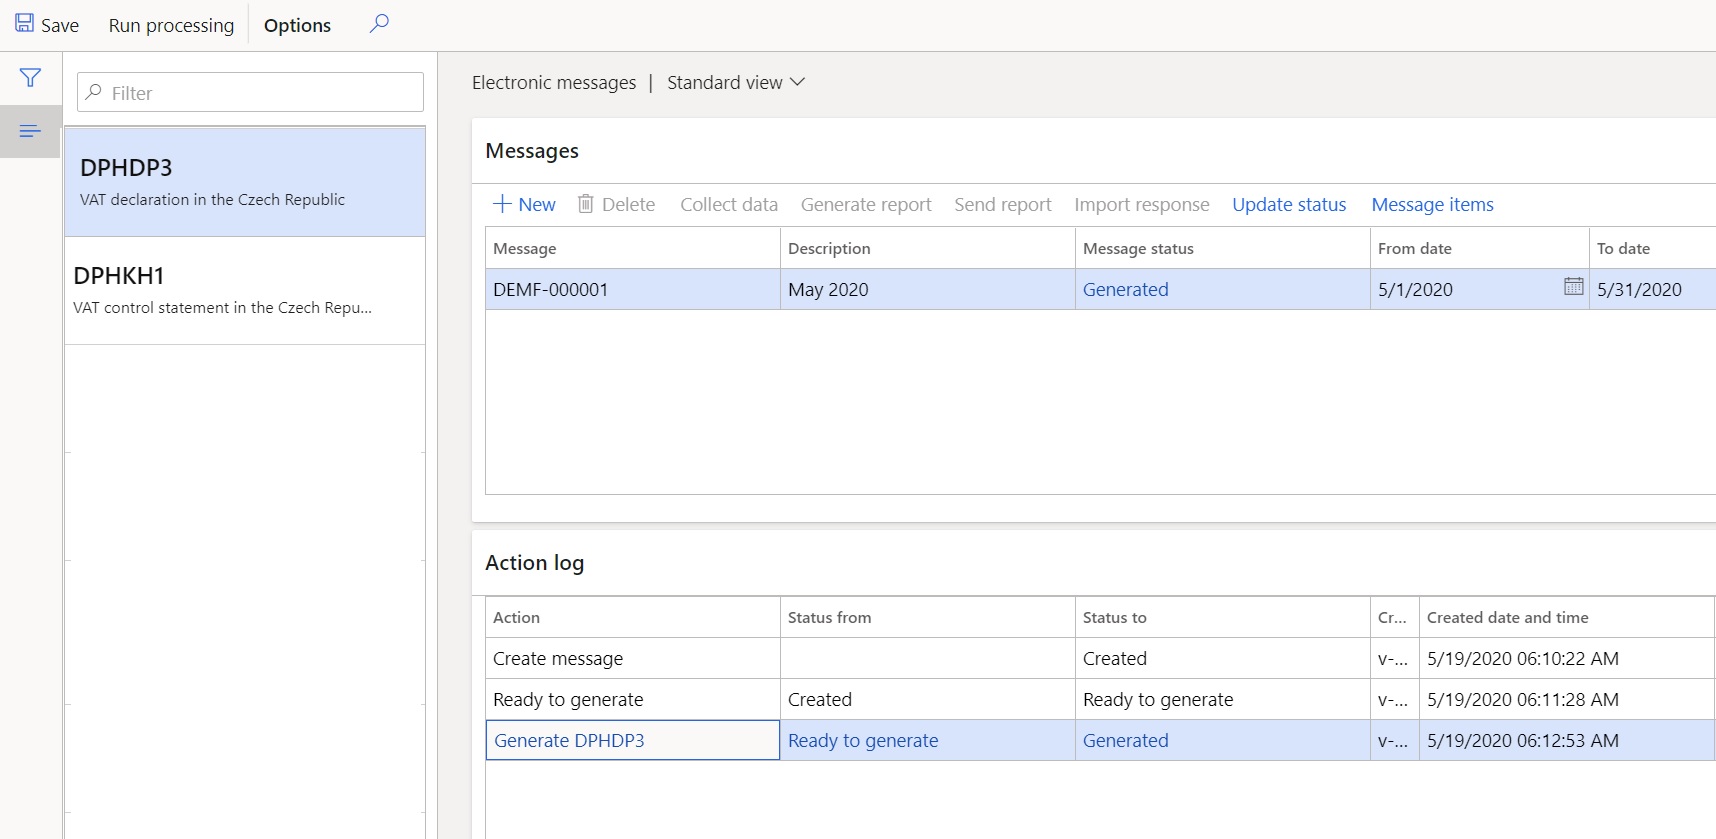 Save Run processing Options
Filter
DPHDP3
VAT declaration in the Czech Republic
DPHKH1
VAT control statement in the Czech Repu...
Electronic messages | Standard view
Messages
New Delete Collect data Generate report Send report Import response Update status Message items
Message Description Message status From date To date
DEMF-000001 May 2020 Generated 5/1/2020 5/31/2020
Action log
Action Status from Status to Cr... Created date and time
Create message Created v-... 5/19/2020 06:10:22 AM
Ready to generate Created Ready to generate v-... 5/19/2020 06:11:28 AM
Generate DPHDP3 Ready to generate Generated v-... 5/19/2020 06:12:53 AM